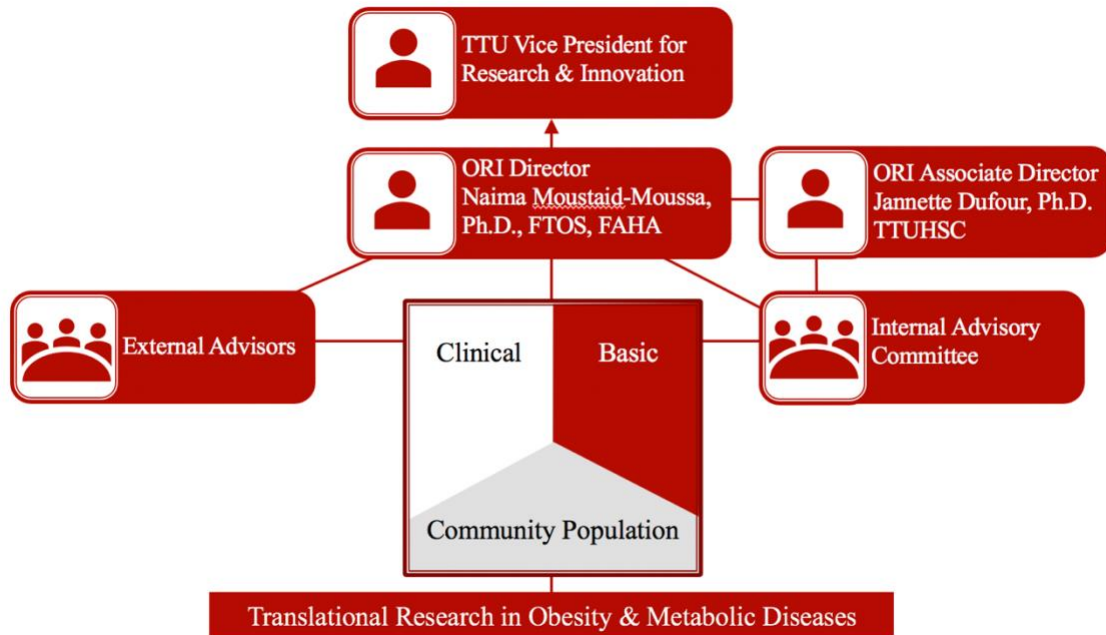 TTU Vice President for
Research & Innovation
ORI Director
Naima Moustaid-Moussa,
Ph.D., FTOS, FAHA
ORI Associate Director
Jannette Dufour, Ph.D.
TTUHSC
External Advisors
Clinical
Basic
Internal Advisory
Committee
Community Population
Translational Research in Obesity & Metabolic Diseases